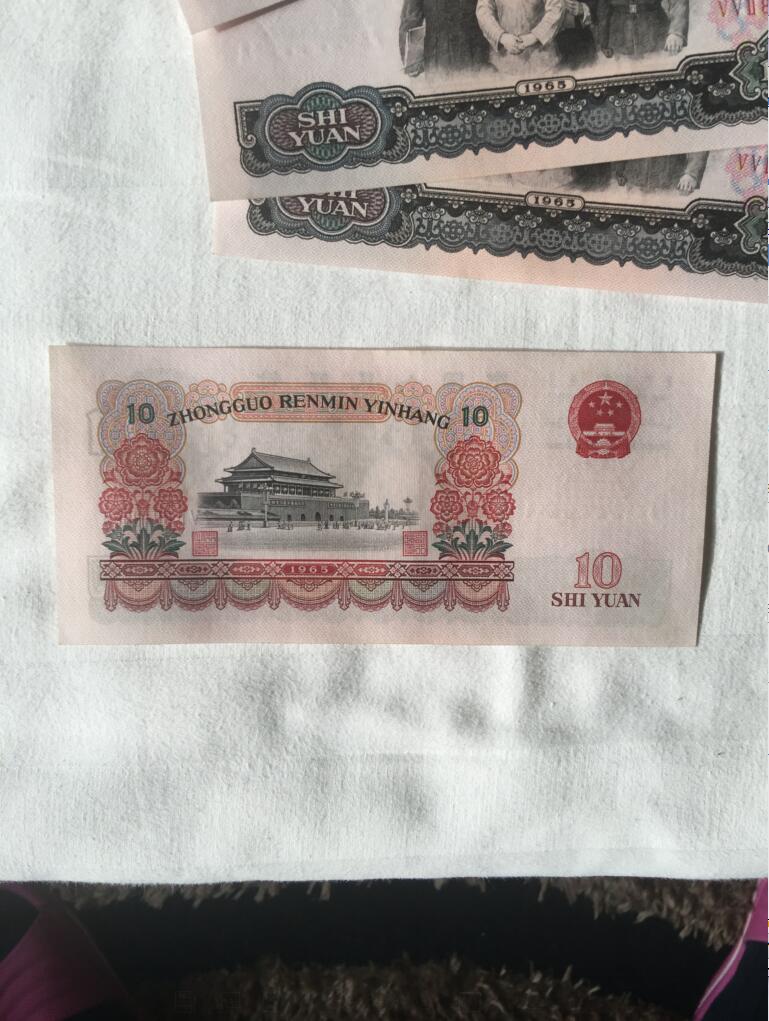 1965
SHI
YUAN
1965
YUAN
10 ZHONGGUO RENMIN YINHANG 10
1965
10
SHI YUAN